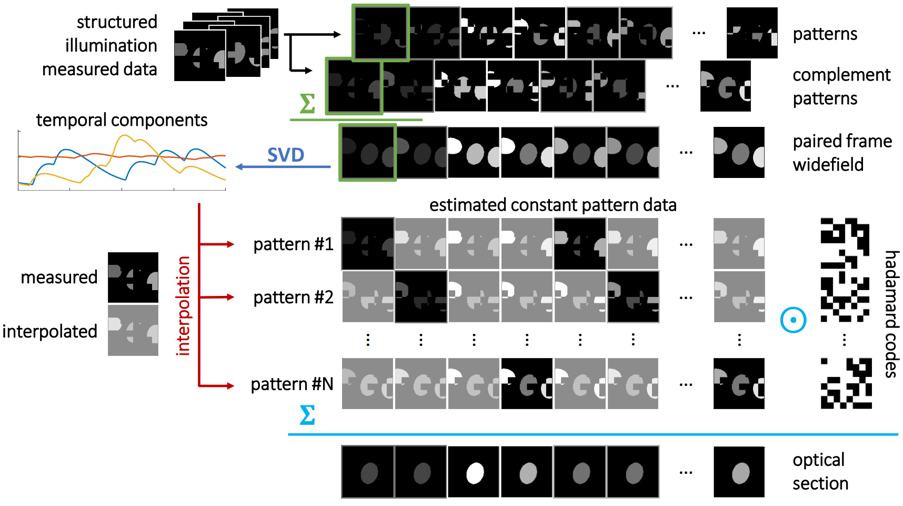 structured
illumination
measured data
...
patterns
...
complement
patterns
Σ
temporal components
SVD
...
paired frame
widefield
estimated constant pattern data
pattern #1
...
measured
pattern #2
...
interpolated
interpolation
...
...
...
...
...
...
...
...
hadamard codes
pattern #N
...
Σ
...
optical
section